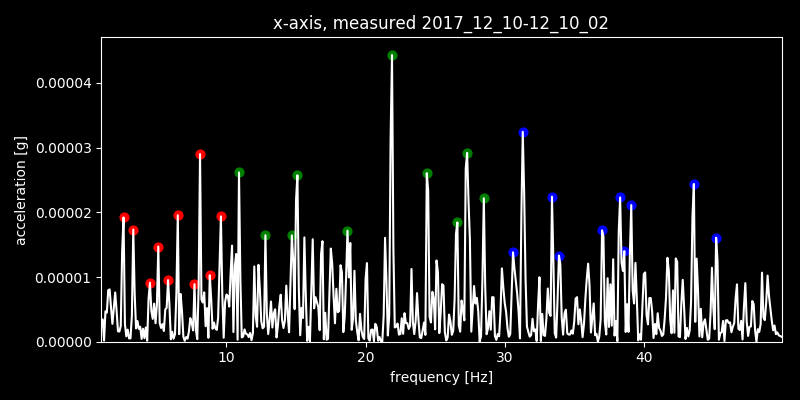 x-axis, measured 2017_12_10-12_10_02
0.00004
0.00003
0.00002
0.00001
0.00000
acceleration [g]
10 20 30 40
frequency [Hz]